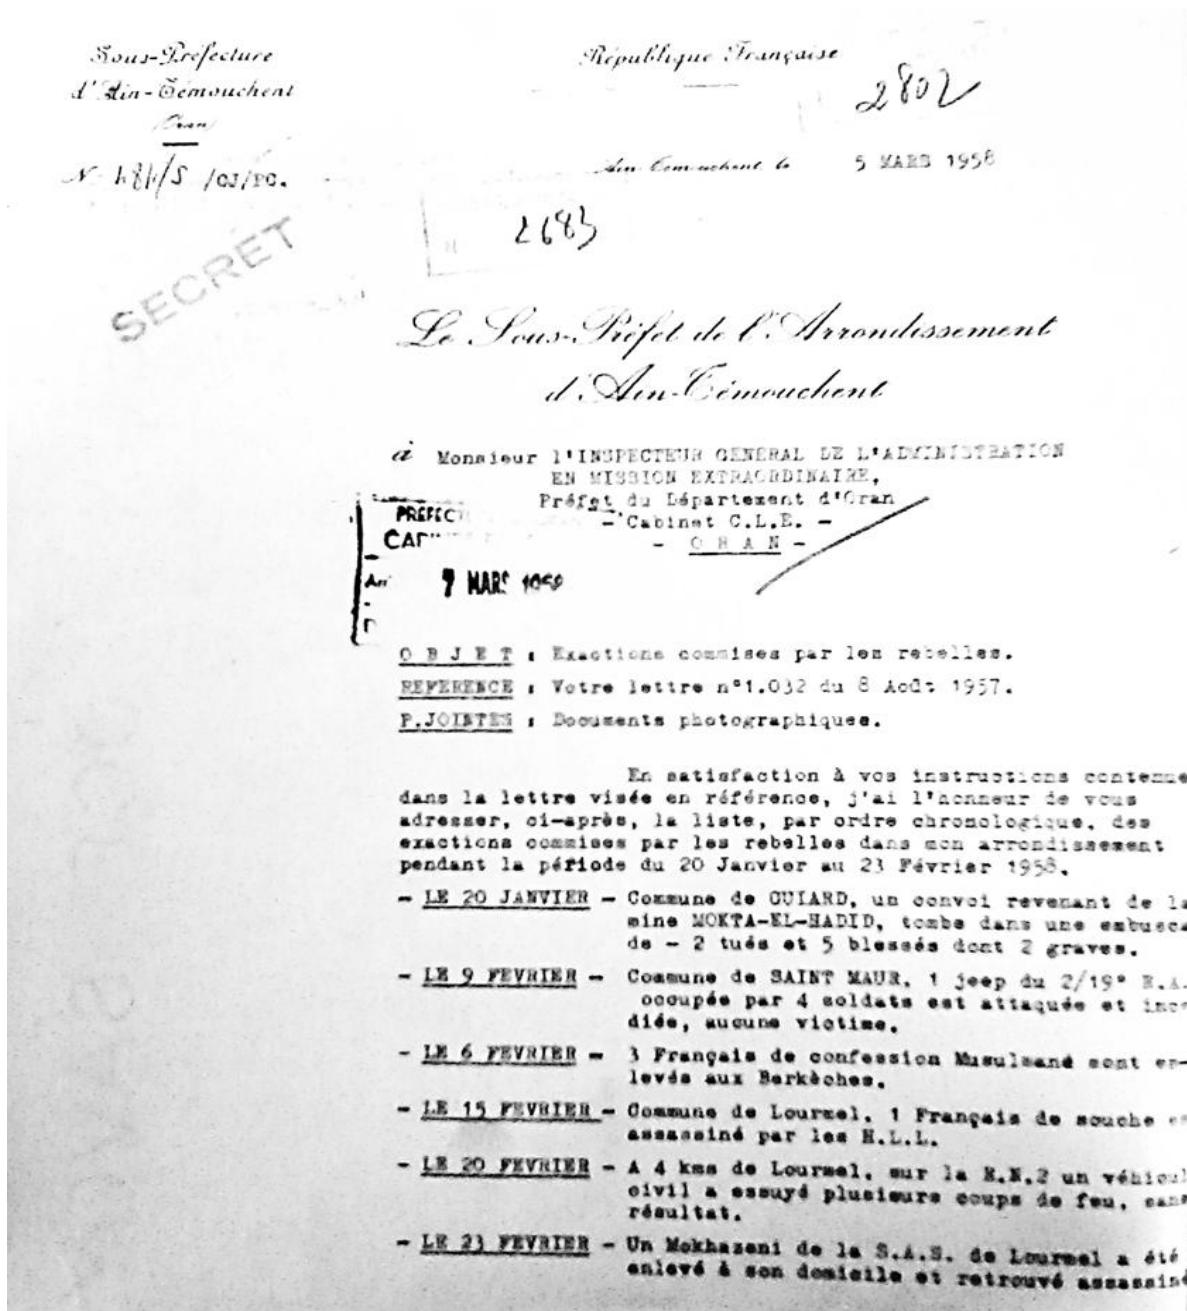 Sous-Préfecture
d'Ain-Témouchent
(Oran)
N° /S /CJ/PC.
SECRET
République Française
2802
Ain-Témouchent le 5 MARS 1958
2683
Le Sous-Préfet de l'Arrondissement
d'Ain-Témouchent
à Monsieur l'INSPECTEUR GENERAL DE L'ADMINISTRATION
EN MISSION EXTRAORDINAIRE,
Préfet du Département d'Oran
- Cabinet C.L.E. -
- O R A N -
PREFECT
CAB
7 MARS 1958
O B J E T : Exactions commises par les rebelles.
REFERENCE : Votre lettre n°1.032 du 8 Août 1957.
P.JOINTES : Documents photographiques.
En satisfaction à vos instructions contenue
dans la lettre visée en référence, j'ai l'honneur de vous
adresser, ci-après, la liste, par ordre chronologique, des
exactions commises par les rebelles dans mon arrondissement
pendant la période du 20 Janvier au 23 Février 1958.
- LE 20 JANVIER - Commune de GUIARD, un convoi revenant de la
mine MOKTA-EL-HADID, tombe dans une embusca
de - 2 tués et 5 blessés dont 2 graves.
- LE 9 FEVRIER - Commune de SAINT MAUR, 1 jeep du 2/19° R.A.
occupée par 4 soldats est attaquée et incen
diée, aucune victime.
- LE 6 FEVRIER - 3 Français de confession Musulmane sont en-
levés aux Berkèches.
- LE 15 FEVRIER - Commune de Lourmel, 1 Français de souche
assassiné par les H.L.L.
- LE 20 FEVRIER - A 4 kms de Lourmel, sur la R.N.2 un véhicul
civil a essuyé plusieurs coups de feu, sans
résultat.
- LE 23 FEVRIER - Un Mokhazeni de la S.A.S. de Lourmel a été
enlevé à son domicile et retrouvé assassiné